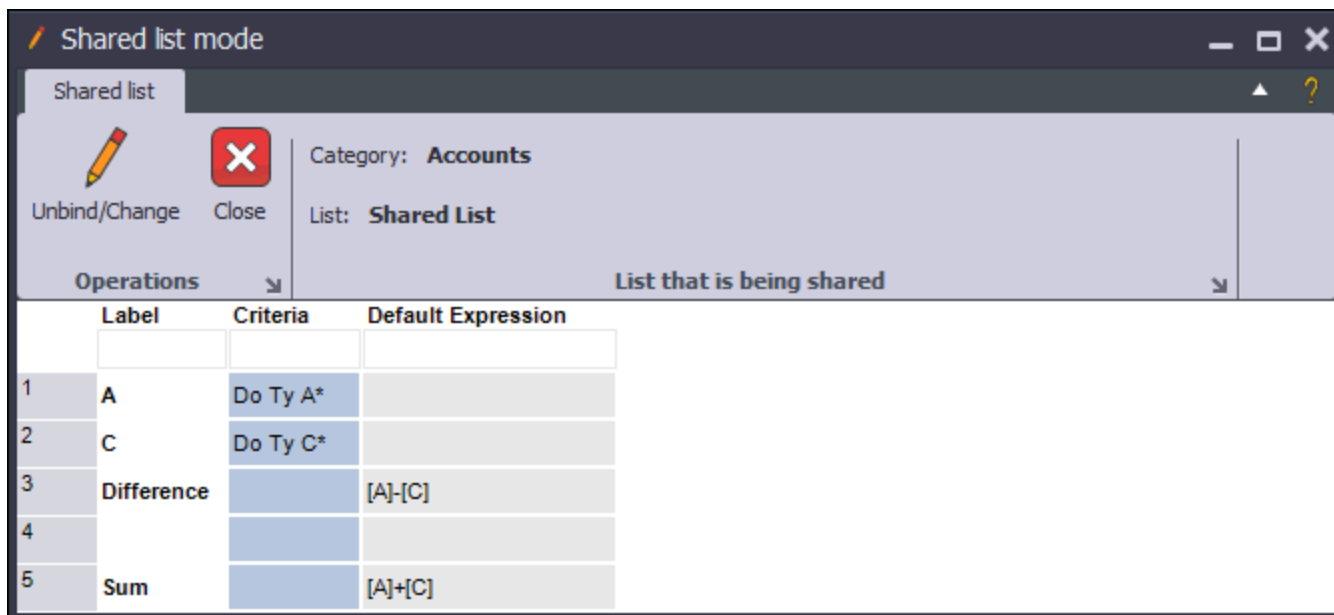 Shared list mode
Shared list
?
Unbind/Change Close
Category: Accounts
List: Shared List
Operations
List that is being shared
Label Criteria Default Expression
1 A Do Ty A*
2 C Do Ty C*
3 Difference [A]-[C]
4
5 Sum [A]+[C]